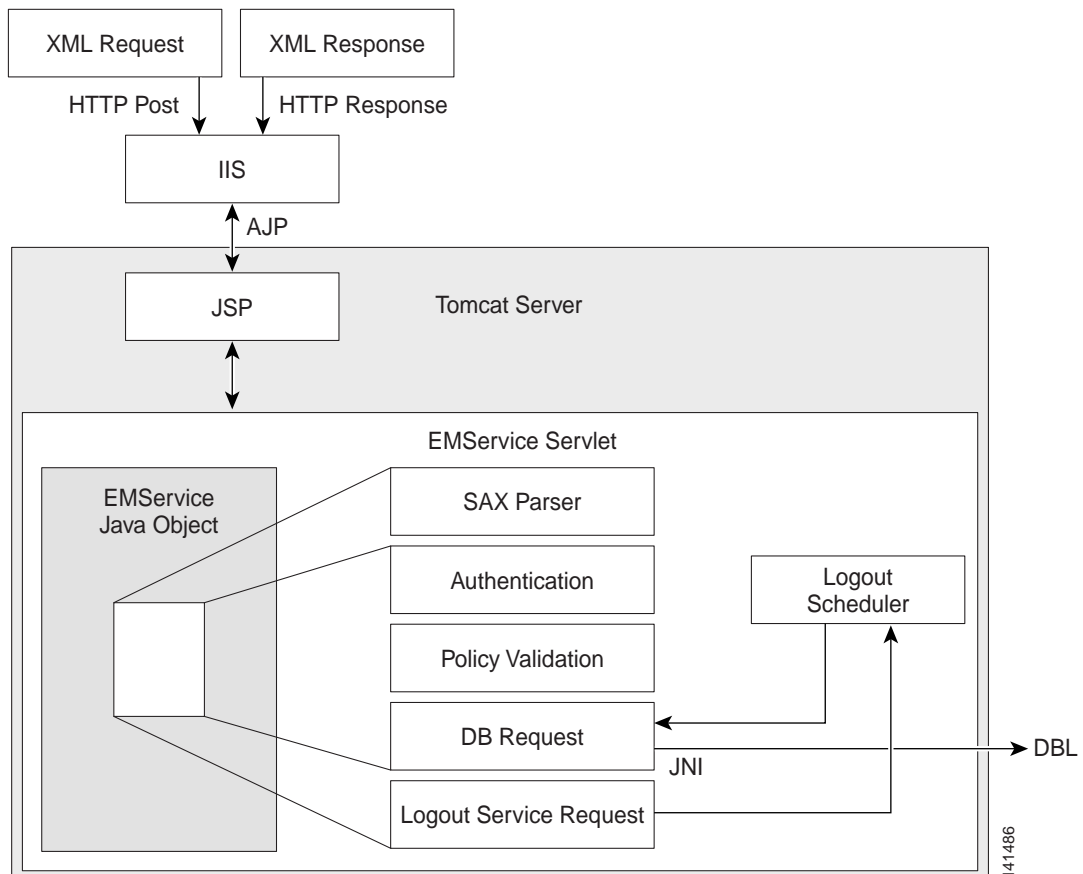 XML Request
XML Response
HTTP Post
HTTP Response
IIS
AJP
JSP
Tomcat Server
EMService Servlet
EMService
Java Object
SAX Parser
Authentication
Logout
Scheduler
Policy Validation
DB Request
JNI
DBL
Logout Service Request
141486